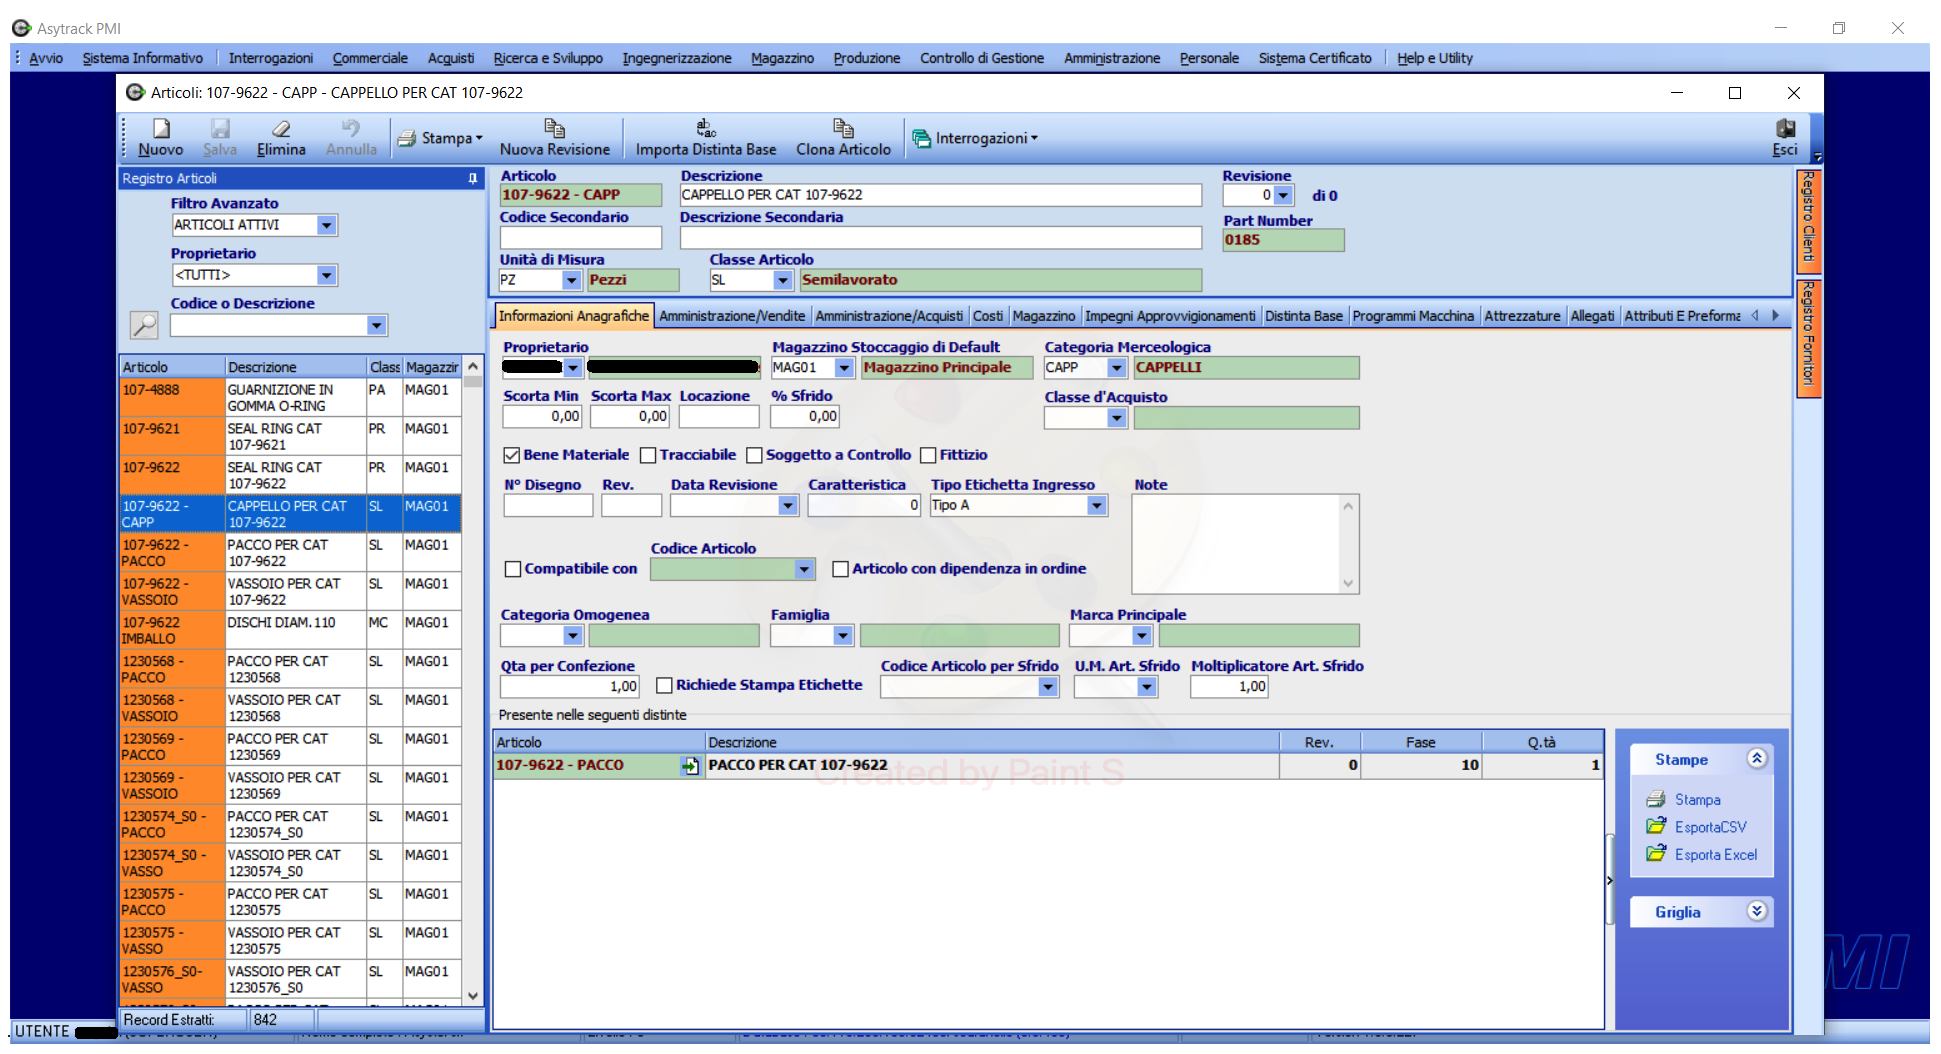 Asytrack PMI
Avvio Sistema Informativo Interrogazioni Commerciale Acquisti Ricerca e Sviluppo Ingegnerizzazione Magazzino Produzione Controllo di Gestione Amministrazione Personale Sistema Certificato Help e Utility
Articoli: 107-9622 - CAPP - CAPPELLO PER CAT 107-9622
Nuovo Salva Elimina Annulla Stampa Nuova Revisione Importa Distinta Base Clona Articolo Interrogazioni Esci
Registro Articoli
Filtro Avanzato
ARTICOLI ATTIVI
Proprietario
<TUTTI>
Codice o Descrizione
Articolo Descrizione Class Magazzir
107-4888 GUARNIZIONE IN PA MAG01
GOMMA O-RING
107-9621 SEAL RING CAT PR MAG01
107-9621
107-9622 SEAL RING CAT PR MAG01
107-9622
107-9622 - CAPPELLO PER CAT SL MAG01
CAPP 107-9622
107-9622 - PACCO PER CAT SL MAG01
PACCO 107-9622
107-9622 - VASSOIO PER CAT SL MAG01
VASSOIO 107-9622
107-9622 DISCHI DIAM.110 MC MAG01
IMBALLO
1230568 - PACCO PER CAT SL MAG01
PACCO 1230568
1230568 - VASSOIO PER CAT SL MAG01
VASSOIO 1230568
1230569 - PACCO PER CAT SL MAG01
PACCO 1230569
1230569 - VASSOIO PER CAT SL MAG01
VASSOIO 1230569
1230574_S0 - PACCO PER CAT SL MAG01
PACCO 1230574_S0
1230574_S0 - VASSOIO PER CAT SL MAG01
VASSO 1230574_S0
1230575 - PACCO PER CAT SL MAG01
PACCO 1230575
1230575 - VASSOIO PER CAT SL MAG01
VASSO 1230575
1230576_S0- VASSOIO PER CAT SL MAG01
VASSO 1230576_S0
Record Estratti: 842
Articolo Descrizione Revisione
107-9622 - CAPP CAPPELLO PER CAT 107-9622 0 di 0
Codice Secondario Descrizione Secondaria Part Number
0185
Unità di Misura Classe Articolo
PZ Pezzi SL Semilavorato
Informazioni Anagrafiche Amministrazione/Vendite Amministrazione/Acquisti Costi Magazzino Impegni Approvvigionamenti Distinta Base Programmi Macchina Attrezzature Allegati Attributi E Preforma
Proprietario Magazzino Stoccaggio di Default Categoria Merceologica
MAG01 Magazzino Principale CAPP CAPPELLI
Scorta Min Scorta Max Locazione % Sfrido Classe d'Acquisto
0,00 0,00 0,00
Bene Materiale Tracciabile Soggetto a Controllo Fittizio
N° Disegno Rev. Data Revisione Caratteristica Tipo Etichetta Ingresso Note
0 Tipo A
Codice Articolo
Compatibile con Articolo con dipendenza in ordine
Categoria Omogenea Famiglia Marca Principale
Qta per Confezione Codice Articolo per Sfrido U.M. Art. Sfrido Moltiplicatore Art. Sfrido
1,00 Richiede Stampa Etichette 1,00
Presente nelle seguenti distinte
Articolo Descrizione Rev. Fase Q.tà
107-9622 - PACCO PACCO PER CAT 107-9622 0 10 1
Created by Paint S
Stampe
Stampa
EsportaCSV
Esporta Excel
Griglia
Registro Clienti
Registro Fornitori
MI
UTENTE